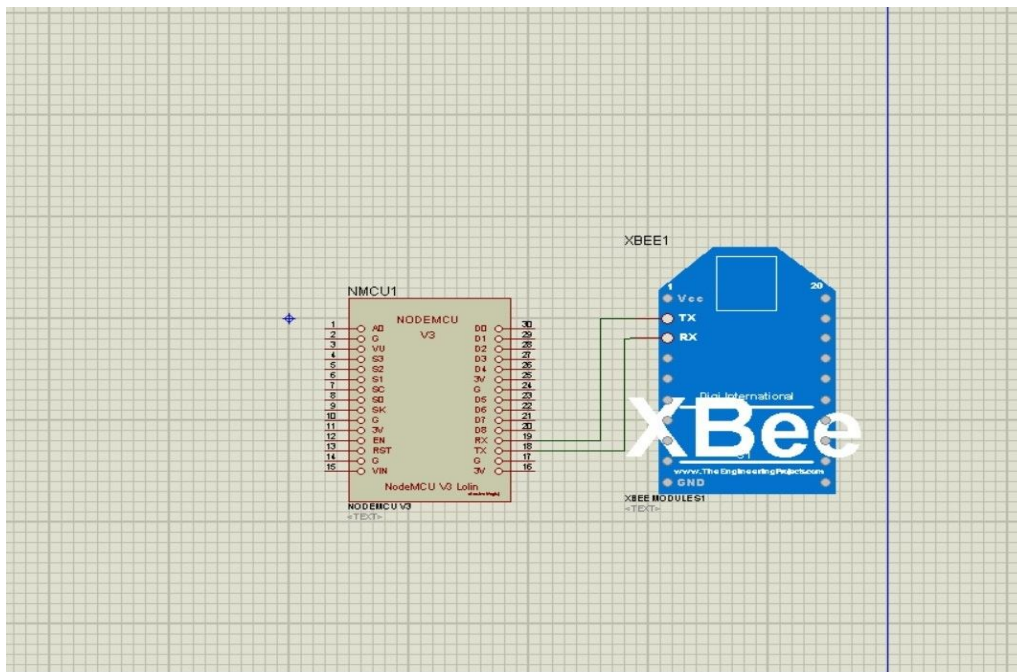 XBEE1
1
20
Vcc
TX
RX
Digi International
XBee
S1
www.TheEngineeringProjects.com
GND
XBEE MODULES1
<TEXT>
NMCU1
NODEMCU
V3
1 A0 D0 30
2 G D1 29
3 VU D2 28
4 S3 D3 27
5 S2 D4 26
6 S1 3V 25
7 SC G 24
8 S0 D5 23
9 SK D6 22
10 G D7 21
11 3V D8 20
12 EN RX 19
13 RST TX 18
14 G G 17
15 VIN 3V 16
NodeMCU V3 Lolin
NODEMCU V3
<TEXT>